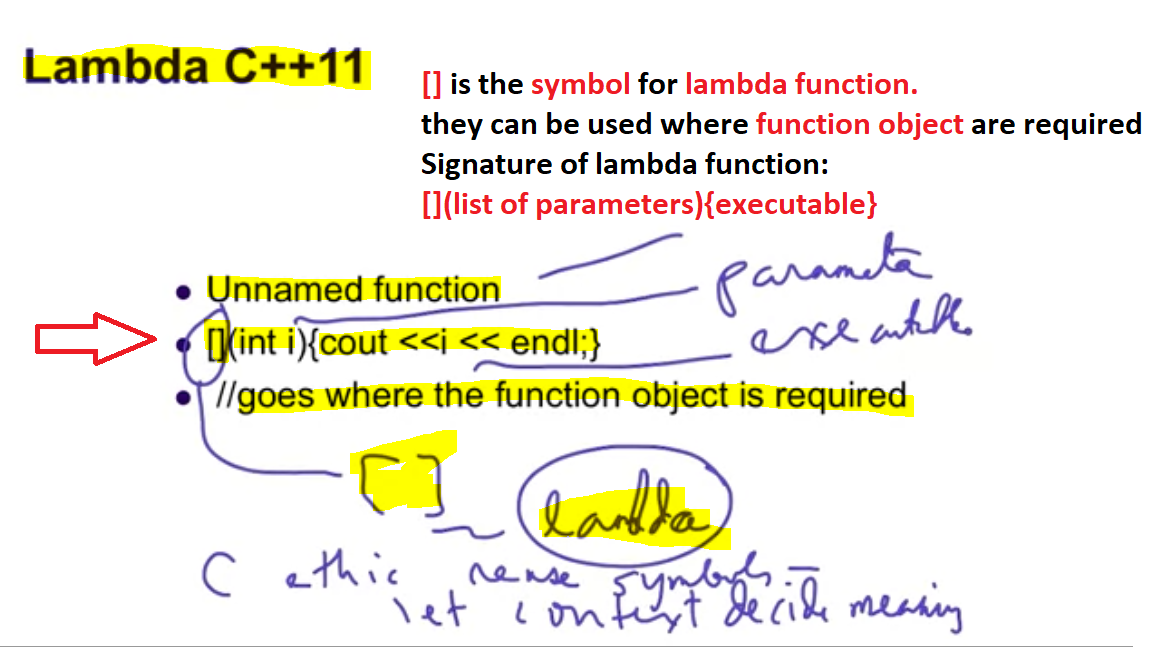 Lambda C++11
[] is the symbol for lambda function.
they can be used where function object are required
Signature of lambda function:
[](list of parameters){executable}
• Unnamed function
parameta
• [](int i){cout <<i << endl;}
executable
• //goes where the function object is required
[ ] ~ lambda
C ethic reuse symbols –
let context decide meaning